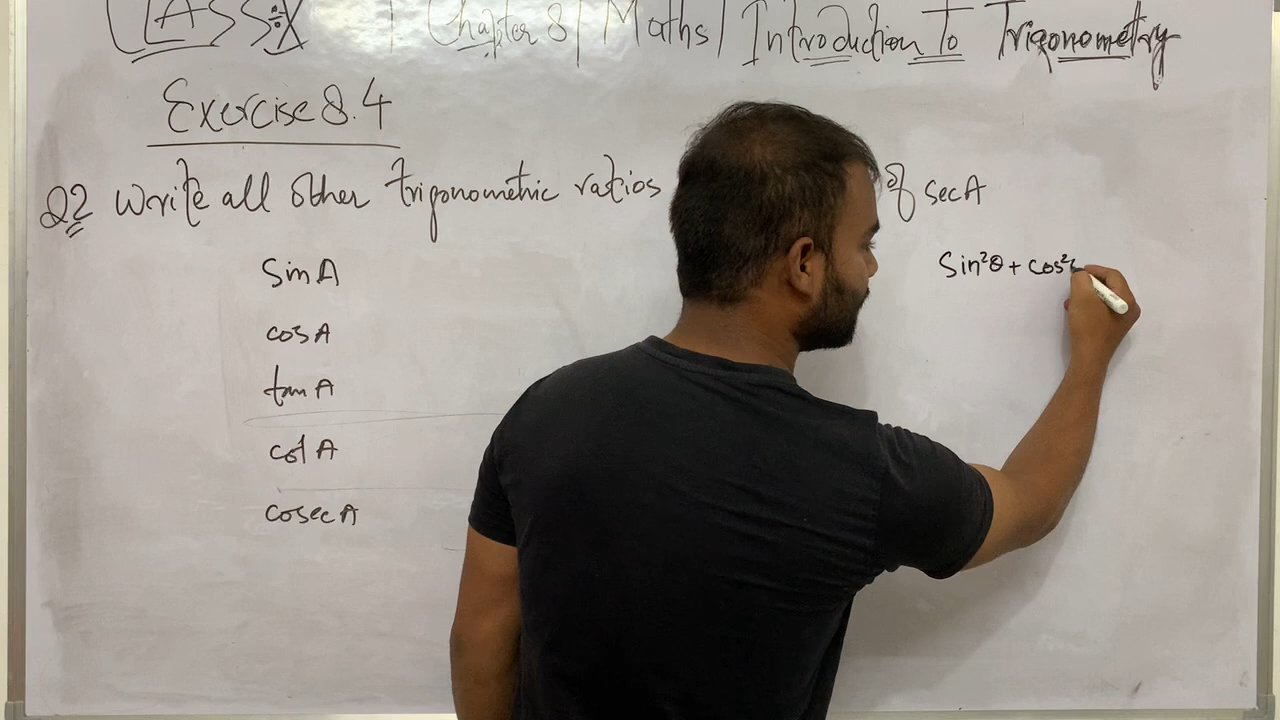 CLASS:X | Chapter 8 | Maths | Introduction To Trigonometry
Exercise 8.4
Q2 Write all other trigonometric ratios of secA
Sin²θ + cos²
SinA
cosA
tanA
cotA
cosecA